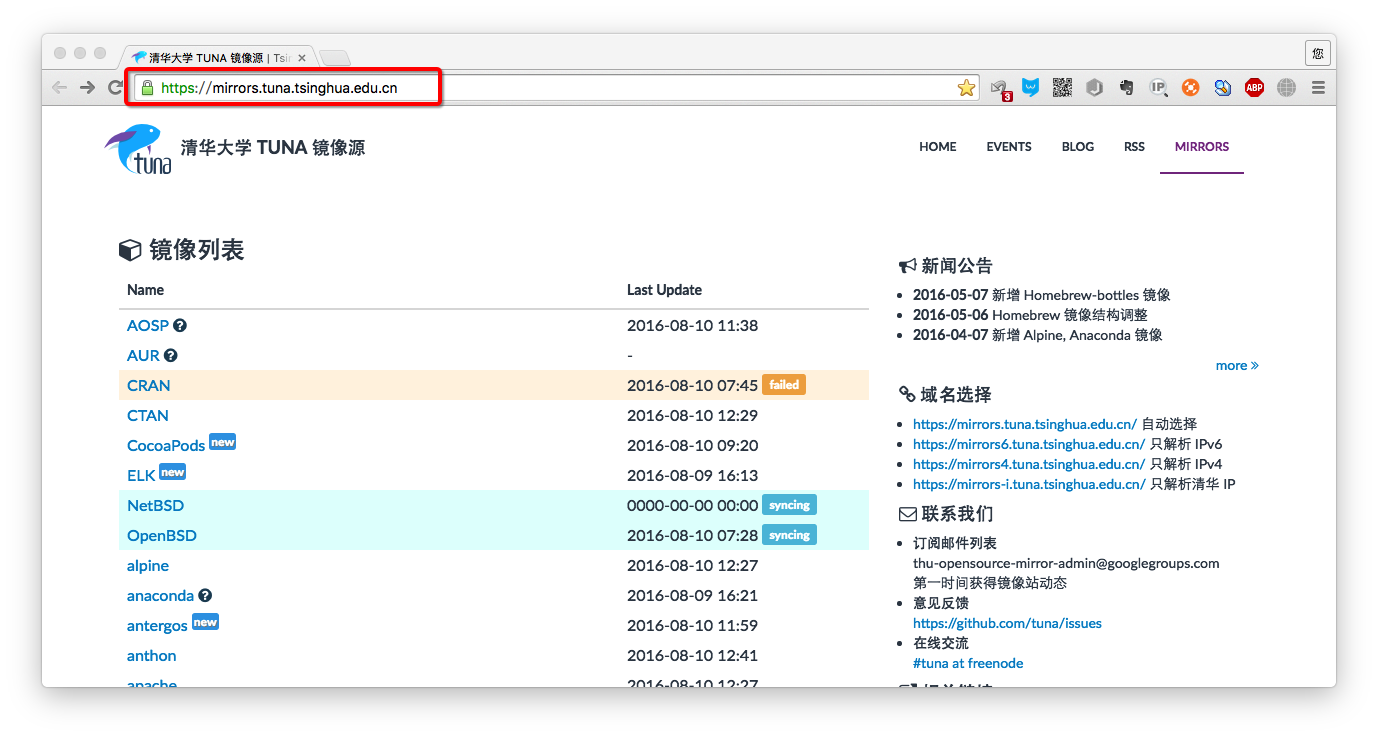 清华大学 TUNA 镜像源 | Tsi
您
https://mirrors.tuna.tsinghua.edu.cn
3
IP
ABP
tuna
清华大学 TUNA 镜像源
HOME EVENTS BLOG RSS MIRRORS
镜像列表
Name Last Update
AOSP 2016-08-10 11:38
AUR -
CRAN 2016-08-10 07:45 failed
CTAN 2016-08-10 12:29
CocoaPods new 2016-08-10 09:20
ELK new 2016-08-09 16:13
NetBSD 0000-00-00 00:00 syncing
OpenBSD 2016-08-10 07:28 syncing
alpine 2016-08-10 12:27
anaconda 2016-08-09 16:21
antergos new 2016-08-10 11:59
anthon 2016-08-10 12:41
apache 2016-08-10 12:27
新闻公告
2016-05-07 新增 Homebrew-bottles 镜像
2016-05-06 Homebrew 镜像结构调整
2016-04-07 新增 Alpine, Anaconda 镜像
more »
域名选择
https://mirrors.tuna.tsinghua.edu.cn/ 自动选择
https://mirrors6.tuna.tsinghua.edu.cn/ 只解析 IPv6
https://mirrors4.tuna.tsinghua.edu.cn/ 只解析 IPv4
https://mirrors-i.tuna.tsinghua.edu.cn/ 只解析清华 IP
联系我们
订阅邮件列表
thu-opensource-mirror-admin@googlegroups.com
第一时间获得镜像站动态
意见反馈
https://github.com/tuna/issues
在线交流
#tuna at freenode